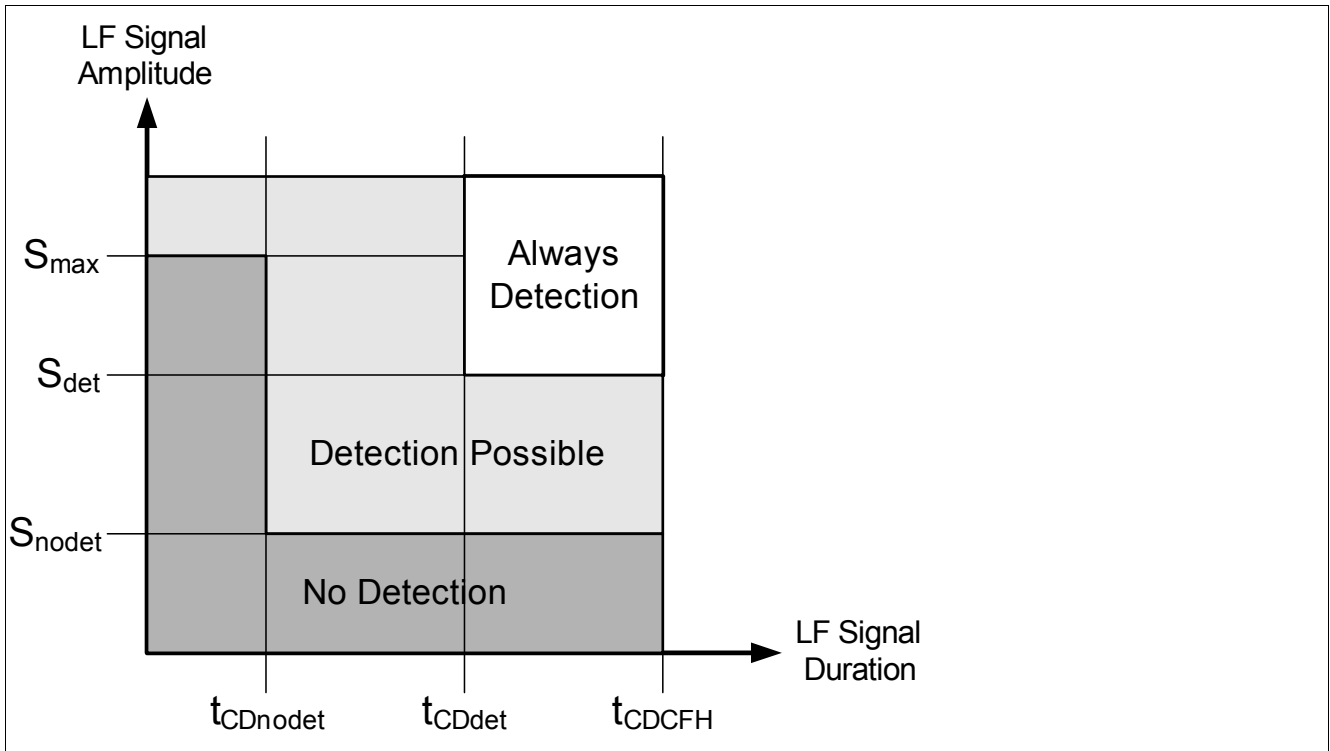 LF Signal
Amplitude
Smax
Always
Detection
Sdet
Detection Possible
Snodet
No Detection
LF Signal
Duration
tCDnodet
tCDdet
tCDCFH